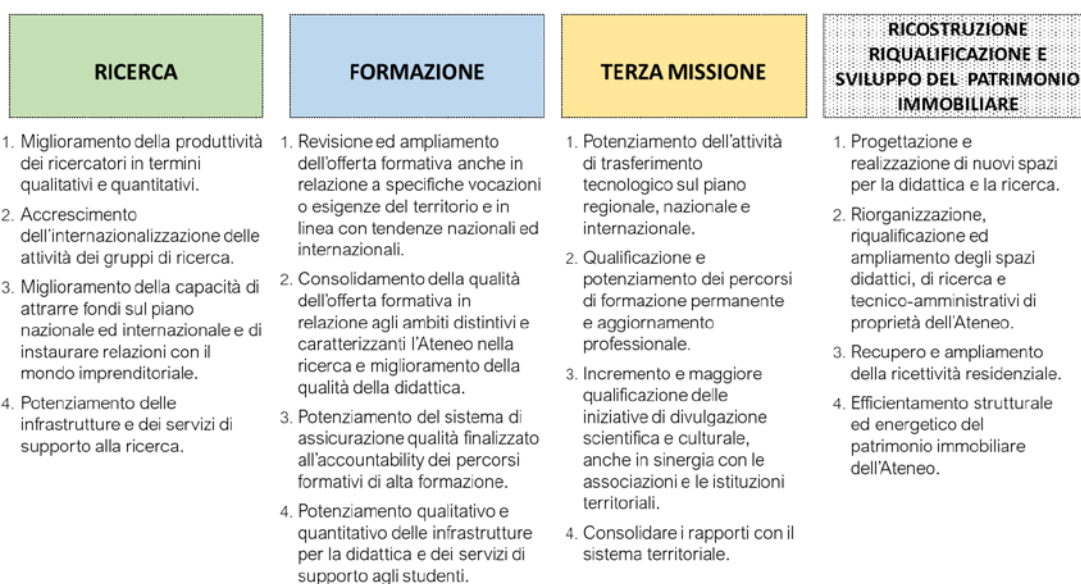 RICERCA
1. Miglioramento della produttività
dei ricercatori in termini
qualitativi e quantitativi.
2. Accrescimento
dell'internazionalizzazione delle
attività dei gruppi di ricerca.
3. Miglioramento della capacità di
attrarre fondi sul piano
nazionale ed internazionale e di
instaurare relazioni con il
mondo imprenditoriale.
4. Potenziamento delle
infrastrutture e dei servizi di
supporto alla ricerca.
FORMAZIONE
1. Revisione ed ampliamento
dell'offerta formativa anche in
relazione a specifiche vocazioni
o esigenze del territorio e in
linea con tendenze nazionali ed
internazionali.
2. Consolidamento della qualità
dell'offerta formativa in
relazione agli ambiti distintivi e
caratterizzanti l'Ateneo nella
ricerca e miglioramento della
qualità della didattica.
3. Potenziamento del sistema di
assicurazione qualità finalizzato
all'accountability dei percorsi
formativi di alta formazione.
4. Potenziamento qualitativo e
quantitativo delle infrastrutture
per la didattica e dei servizi di
supporto agli studenti.
TERZA MISSIONE
1. Potenziamento dell'attività
di trasferimento
tecnologico sul piano
regionale, nazionale e
internazionale.
2. Qualificazione e
potenziamento dei percorsi
di formazione permanente
e aggiornamento
professionale.
3. Incremento e maggiore
qualificazione delle
iniziative di divulgazione
scientifica e culturale,
anche in sinergia con le
associazioni e le istituzioni
territoriali.
4. Consolidare i rapporti con il
sistema territoriale.
RICOSTRUZIONE
RIQUALIFICAZIONE E
SVILUPPO DEL PATRIMONIO
IMMOBILIARE
1. Progettazione e
realizzazione di nuovi spazi
per la didattica e la ricerca.
2. Riorganizzazione,
riqualificazione ed
ampliamento degli spazi
didattici, di ricerca e
tecnico-amministrativi di
proprietà dell'Ateneo.
3. Recupero e ampliamento
della ricettività residenziale.
4. Efficientamento strutturale
ed energetico del
patrimonio immobiliare
dell'Ateneo.